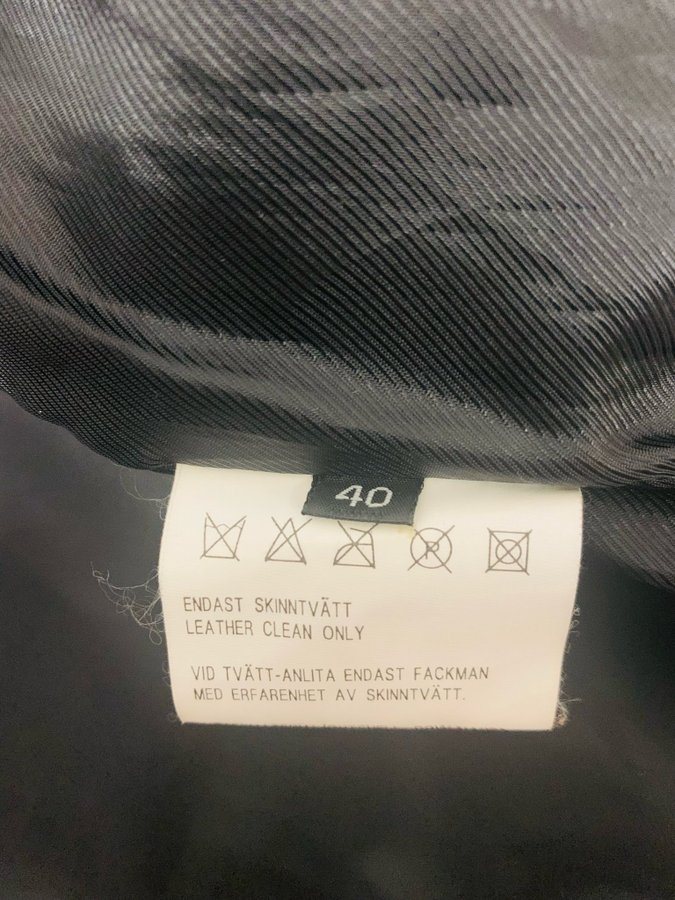 40
ENDAST SKINNTVÄTT
LEATHER CLEAN ONLY
VID TVÄTT-ANLITA ENDAST FACKMAN
MED ERFARENHET AV SKINNTVÄTT.